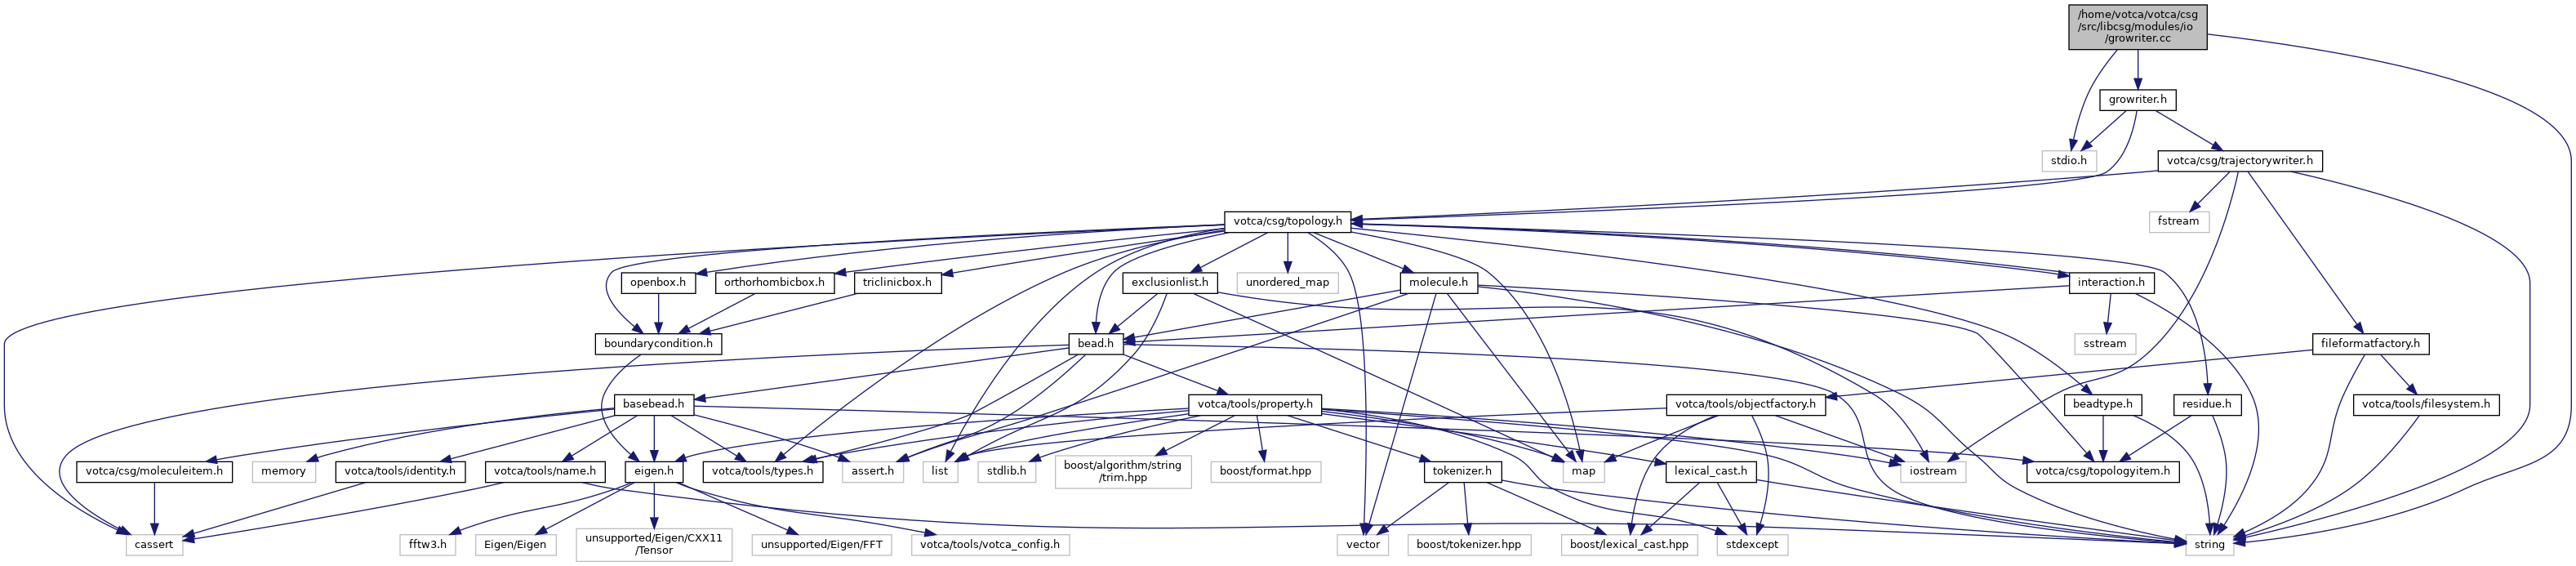 /home/votca/votca/csg
/src/libcsg/modules/io
/growriter.cc
growriter.h
stdio.h
votca/csg/trajectorywriter.h
votca/csg/topology.h
fstream
openbox.h
orthorhombicbox.h
triclinicbox.h
exclusionlist.h
unordered_map
molecule.h
interaction.h
boundarycondition.h
bead.h
sstream
fileformatfactory.h
basebead.h
votca/tools/property.h
votca/tools/objectfactory.h
beadtype.h
residue.h
votca/tools/filesystem.h
votca/csg/moleculeitem.h
memory
votca/tools/identity.h
votca/tools/name.h
eigen.h
votca/tools/types.h
assert.h
list
stdlib.h
boost/algorithm/string
/trim.hpp
boost/format.hpp
tokenizer.h
map
lexical_cast.h
iostream
votca/csg/topologyitem.h
cassert
fftw3.h
Eigen/Eigen
unsupported/Eigen/CXX11
/Tensor
unsupported/Eigen/FFT
votca/tools/votca_config.h
vector
boost/tokenizer.hpp
boost/lexical_cast.hpp
stdexcept
string